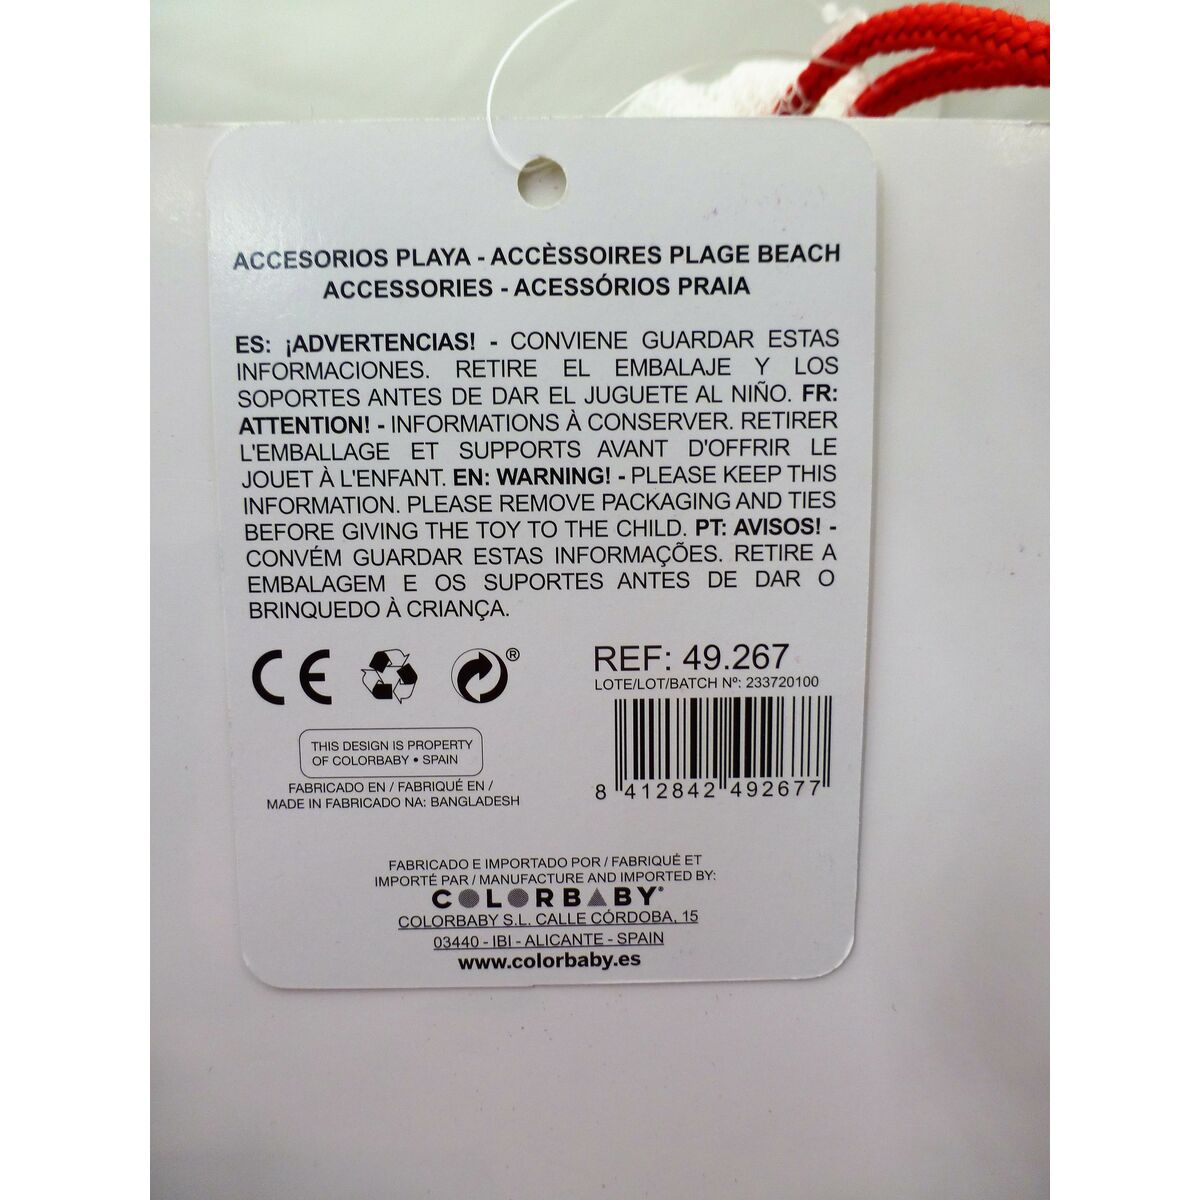 ACCESORIOS PLAYA - ACCÈSSOIRES PLAGE BEACH
ACCESSORIES - ACESSÓRIOS PRAIA
ES: ¡ADVERTENCIAS! - CONVIENE GUARDAR ESTAS
INFORMACIONES. RETIRE EL EMBALAJE Y LOS
SOPORTES ANTES DE DAR EL JUGUETE AL NIÑO. FR:
ATTENTION! - INFORMATIONS À CONSERVER. RETIRER
L'EMBALLAGE ET SUPPORTS AVANT D'OFFRIR LE
JOUET À L'ENFANT. EN: WARNING! - PLEASE KEEP THIS
INFORMATION. PLEASE REMOVE PACKAGING AND TIES
BEFORE GIVING THE TOY TO THE CHILD. PT: AVISOS! -
CONVÉM GUARDAR ESTAS INFORMAÇÕES. RETIRE A
EMBALAGEM E OS SUPORTES ANTES DE DAR O
BRINQUEDO À CRIANÇA.
CE ®
REF: 49.267
LOTE/LOT/BATCH Nº: 233720100
8 412842 492677
THIS DESIGN IS PROPERTY
OF COLORBABY • SPAIN
FABRICADO EN / FABRIQUÉ EN /
MADE IN FABRICADO NA: BANGLADESH
FABRICADO E IMPORTADO POR / FABRIQUÉ ET
IMPORTÉ PAR / MANUFACTURE AND IMPORTED BY:
COLORBABY®
COLORBABY S.L. CALLE CÓRDOBA, 15
03440 - IBI - ALICANTE - SPAIN
www.colorbaby.es